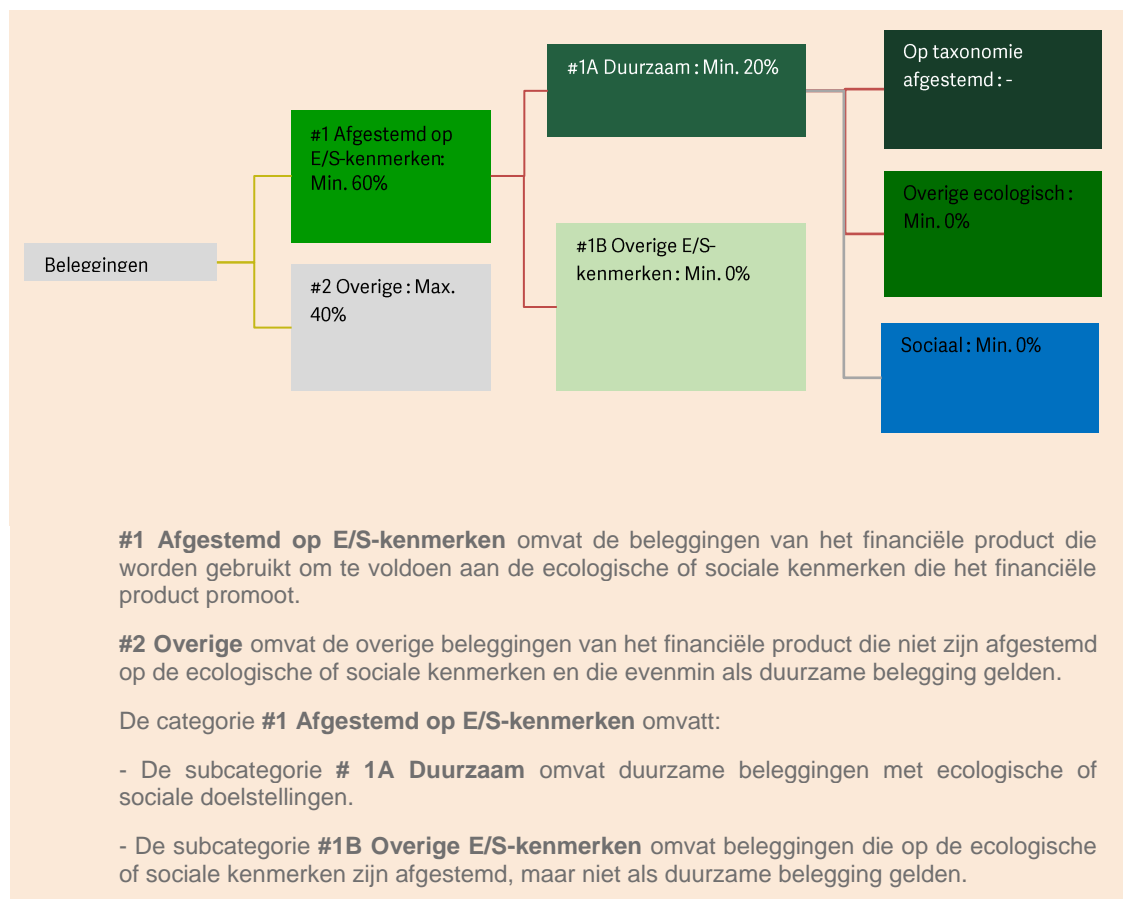 Beleggingen
#1 Afgestemd op
E/S-kenmerken:
Min. 60%
#2 Overige : Max.
40%
#1A Duurzaam : Min. 20%
#1B Overige E/S-
kenmerken : Min. 0%
Op taxonomie
afgestemd : -
Overige ecologisch :
Min. 0%
Sociaal : Min. 0%
#1 Afgestemd op E/S-kenmerken omvat de beleggingen van het financiële product die
worden gebruikt om te voldoen aan de ecologische of sociale kenmerken die het financiële
product promoot.
#2 Overige omvat de overige beleggingen van het financiële product die niet zijn afgestemd
op de ecologische of sociale kenmerken en die evenmin als duurzame belegging gelden.
De categorie #1 Afgestemd op E/S-kenmerken omvatt:
- De subcategorie # 1A Duurzaam omvat duurzame beleggingen met ecologische of
sociale doelstellingen.
- De subcategorie #1B Overige E/S-kenmerken omvat beleggingen die op de ecologische
of sociale kenmerken zijn afgestemd, maar niet als duurzame belegging gelden.